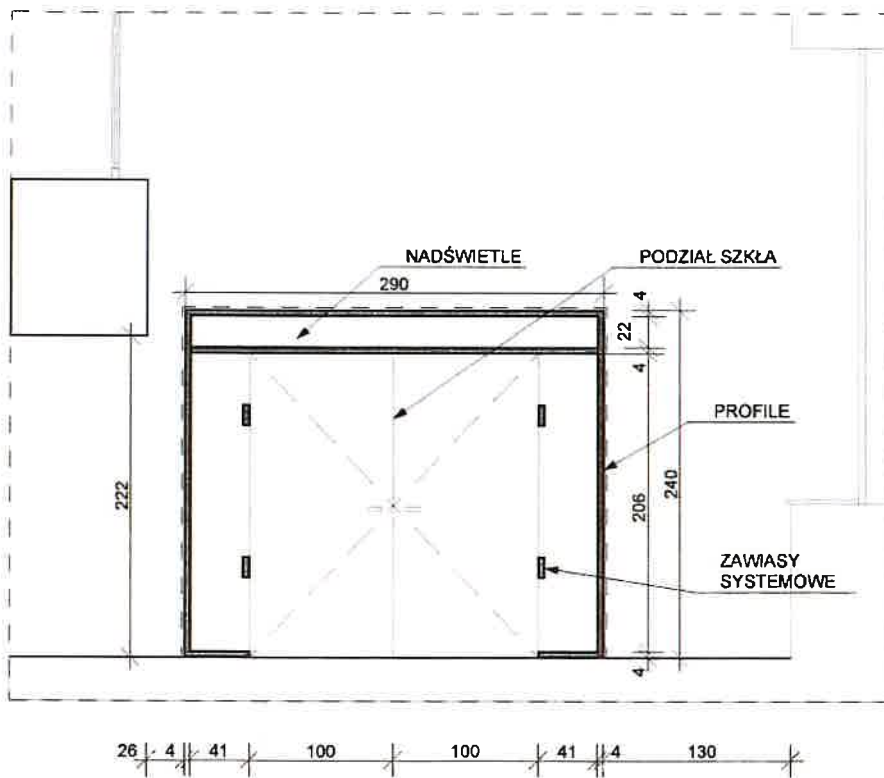 NADŚWIETLE
PODZIAŁ SZKŁA
290
4
22
4
PROFILE
222
206
240
ZAWIASY
SYSTEMOWE
4
26 4 41 100 100 41 4 130